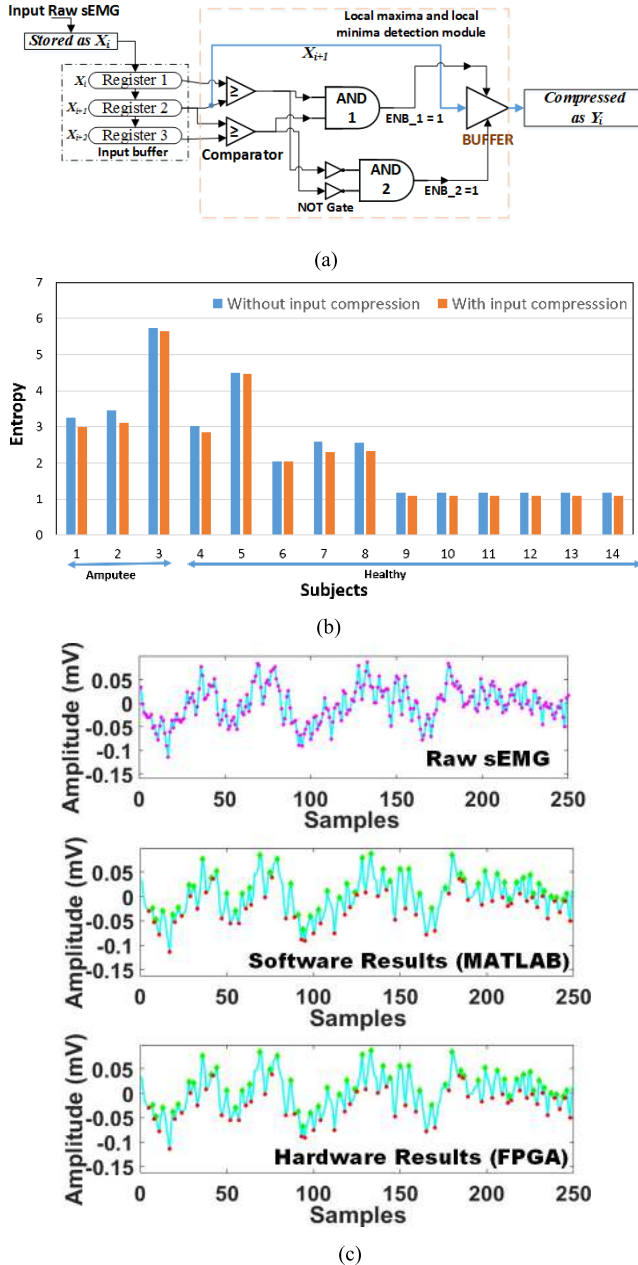 Input Raw sEMG
Stored as Xi
Local maxima and local
minima detection module
Xi+1
Xi Register 1
Xi+1 Register 2
Xi+2 Register 3
Input buffer
≥
≥
Comparator
AND
1
ENB_1 = 1
BUFFER
Compressed
as Yi
NOT Gate
AND
2
ENB_2 =1
(a)
Without input compression
With input compresssion
Entropy
7
6
5
4
3
2
1
0
1 2 3 4 5 6 7 8 9 10 11 12 13 14
Amputee
Healthy
Subjects
(b)
Amplitude (mV)
0.05
0
-0.05
-0.1
-0.15
Raw sEMG
0 50 100 150 200 250
Samples
Amplitude (mV)
0.05
0
-0.05
-0.1
-0.15
Software Results (MATLAB)
0 50 100 150 200 250
Samples
Amplitude (mV)
0.05
0
-0.05
-0.1
-0.15
Hardware Results (FPGA)
0 50 100 150 200 250
Samples
(c)